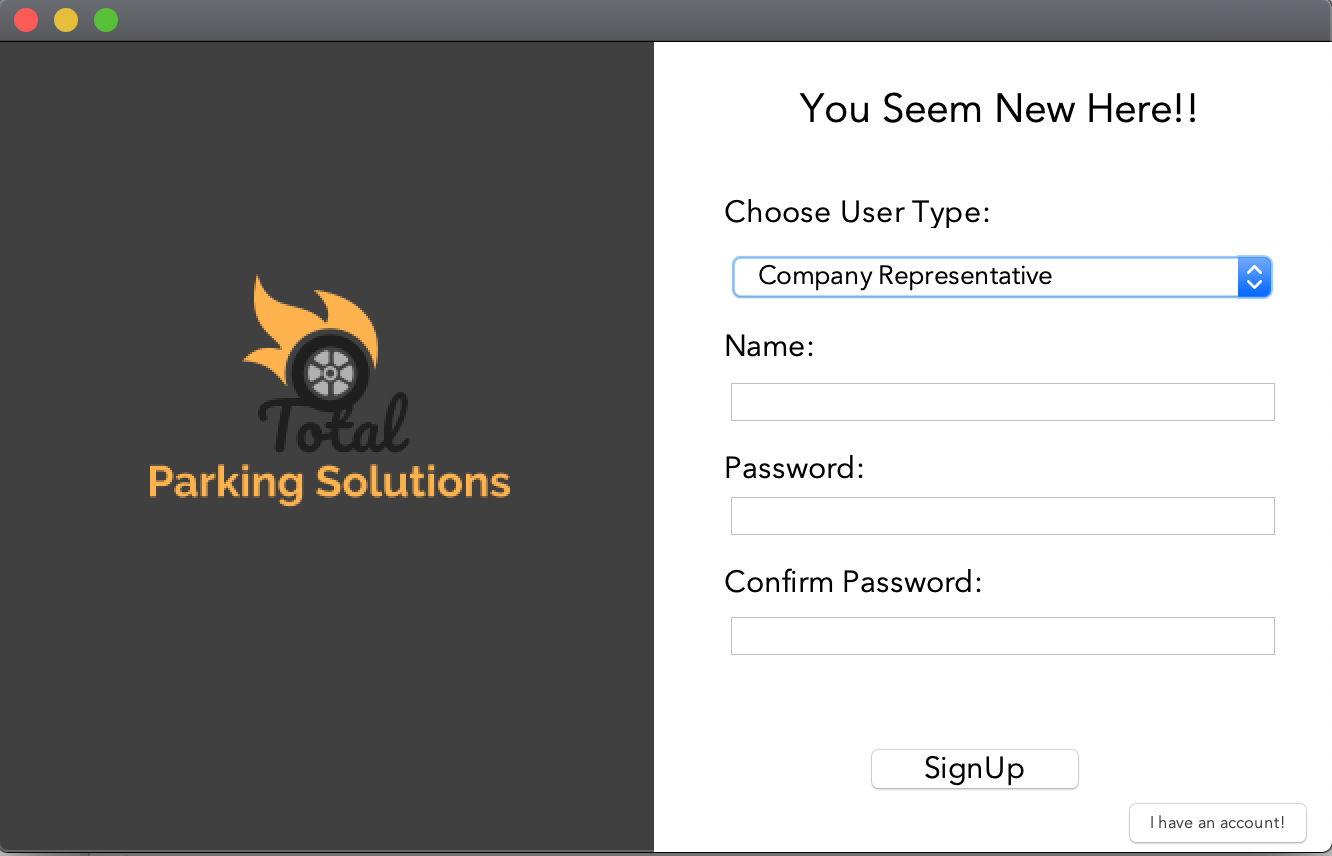 Total
Parking Solutions
You Seem New Here!!
Choose User Type:
Company Representative
Name:
Password:
Confirm Password:
SignUp
I have an account!